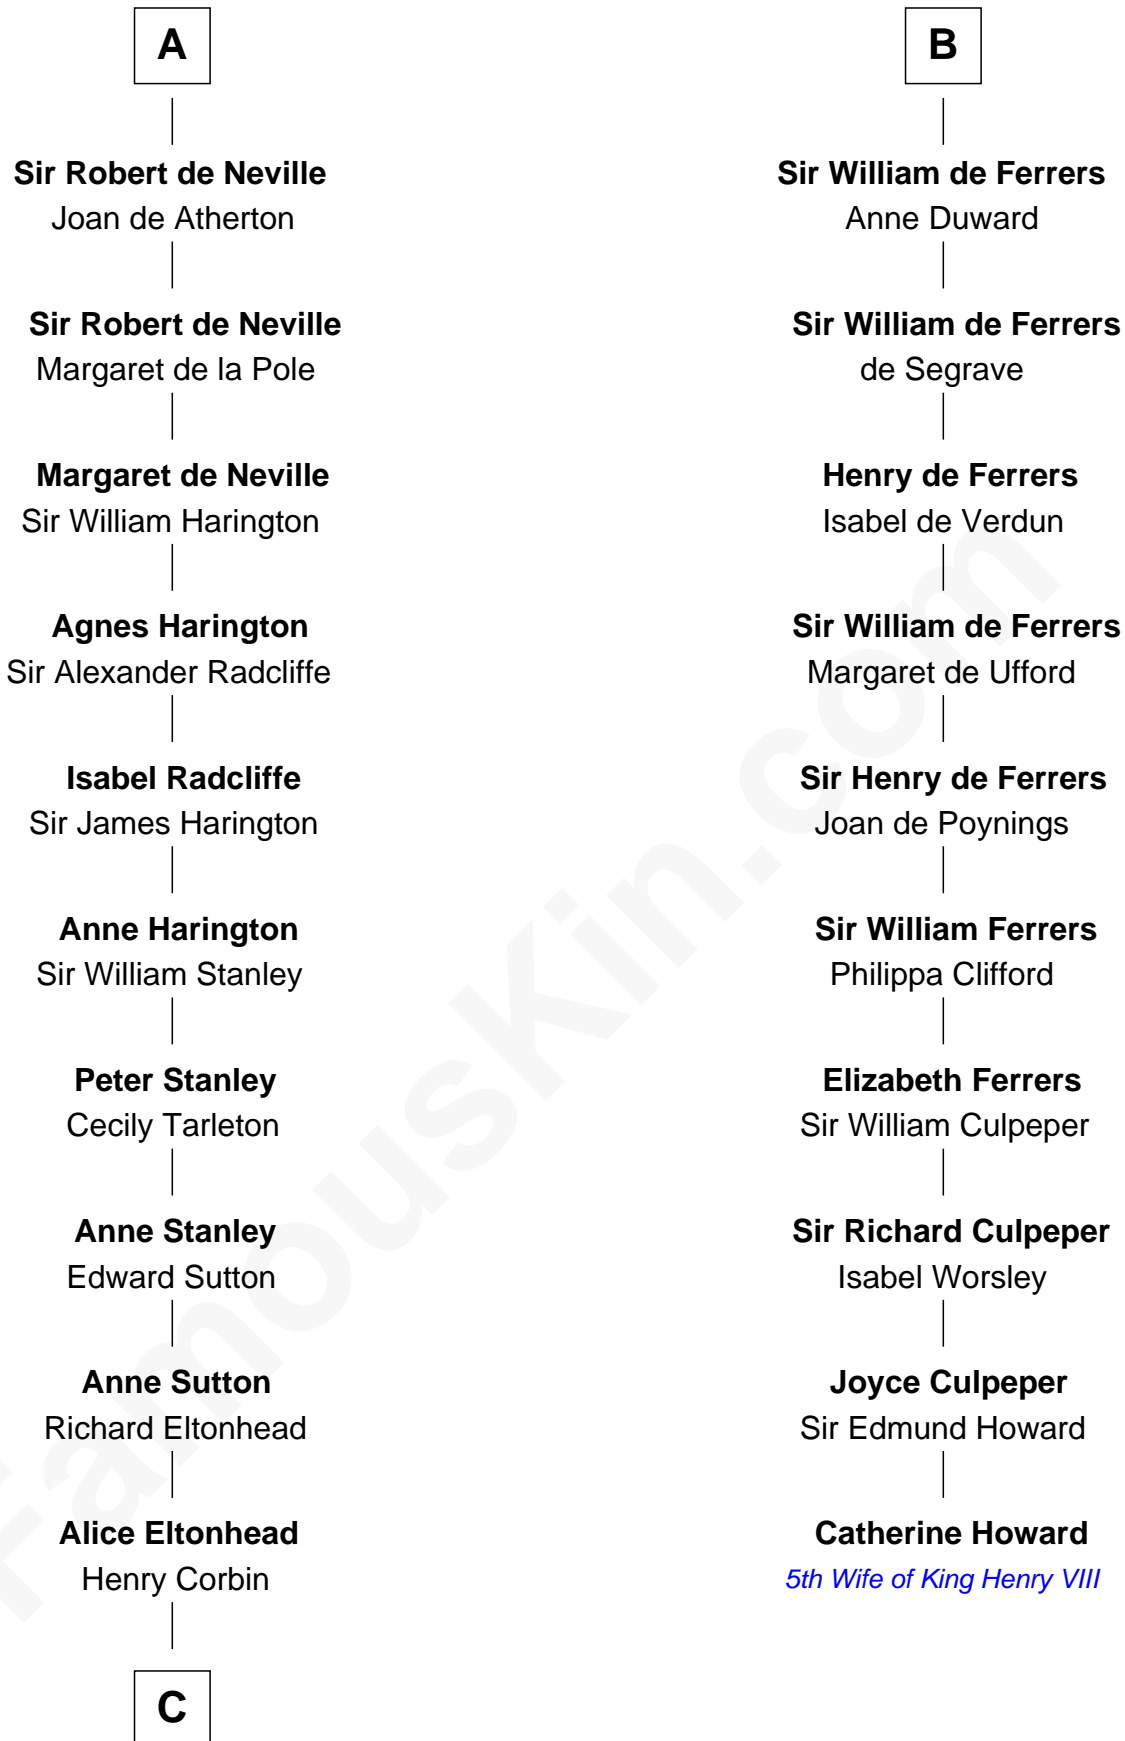 A
Sir Robert de Neville
Joan de Atherton
Sir Robert de Neville
Margaret de la Pole
Margaret de Neville
Sir William Harington
Agnes Harington
Sir Alexander Radcliffe
Isabel Radcliffe
Sir James Harington
Anne Harington
Sir William Stanley
Peter Stanley
Cecily Tarleton
Anne Stanley
Edward Sutton
Anne Sutton
Richard Eltonhead
Alice Eltonhead
Henry Corbin
C
B
Sir William de Ferrers
Anne Duward
Sir William de Ferrers
de Segrave
Henry de Ferrers
Isabel de Verdun
Sir William de Ferrers
Margaret de Ufford
Sir Henry de Ferrers
Joan de Poynings
Sir William Ferrers
Philippa Clifford
Elizabeth Ferrers
Sir William Culpeper
Sir Richard Culpeper
Isabel Worsley
Joyce Culpeper
Sir Edmund Howard
Catherine Howard
5th Wife of King Henry VIII
FamousKin.com